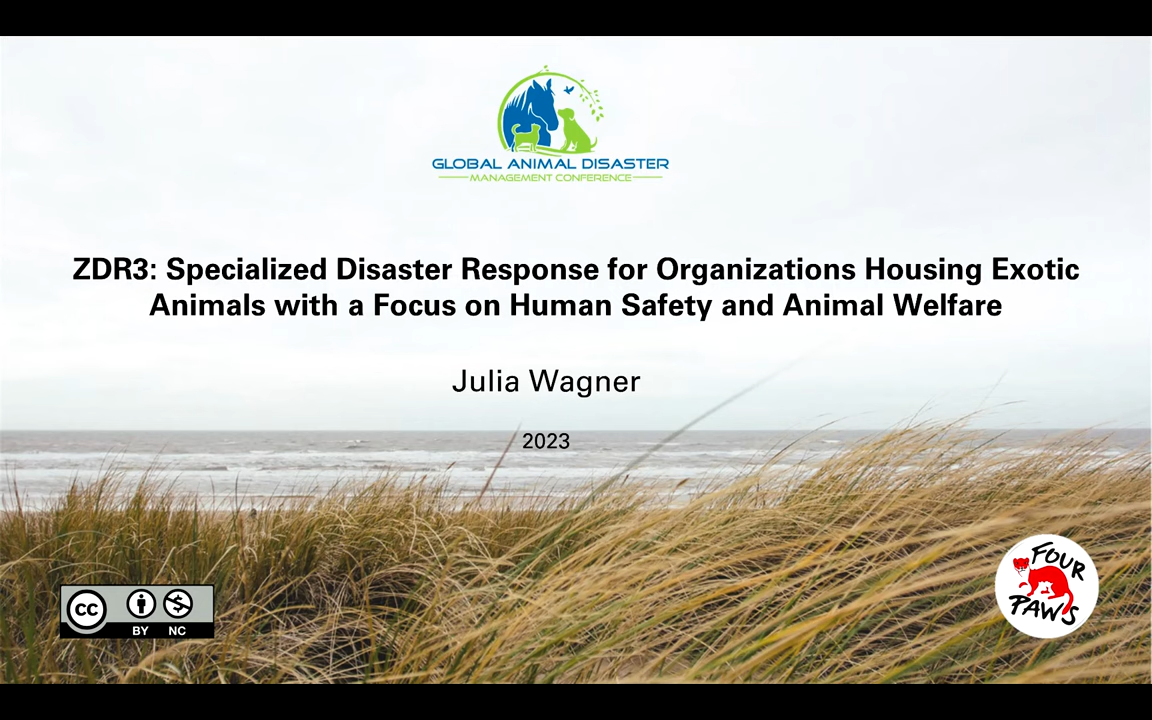 GLOBAL ANIMAL DISASTER
MANAGEMENT CONFERENCE
ZDR3: Specialized Disaster Response for Organizations Housing Exotic
Animals with a Focus on Human Safety and Animal Welfare
Julia Wagner
2023
FOUR
PAWS
cc
BY NC